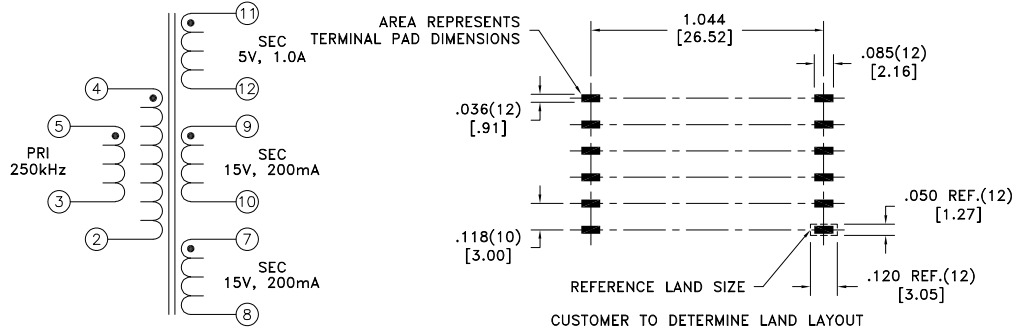 11
SEC
5V, 1.0A
12
4
5
PRI
250kHz
3
2
9
SEC
15V, 200mA
10
7
SEC
15V, 200mA
8
AREA REPRESENTS
TERMINAL PAD DIMENSIONS
1.044
[26.52]
.085(12)
[2.16]
.036(12)
[.91]
.050 REF.(12)
[1.27]
.118(10)
[3.00]
REFERENCE LAND SIZE
.120 REF.(12)
[3.05]
CUSTOMER TO DETERMINE LAND LAYOUT